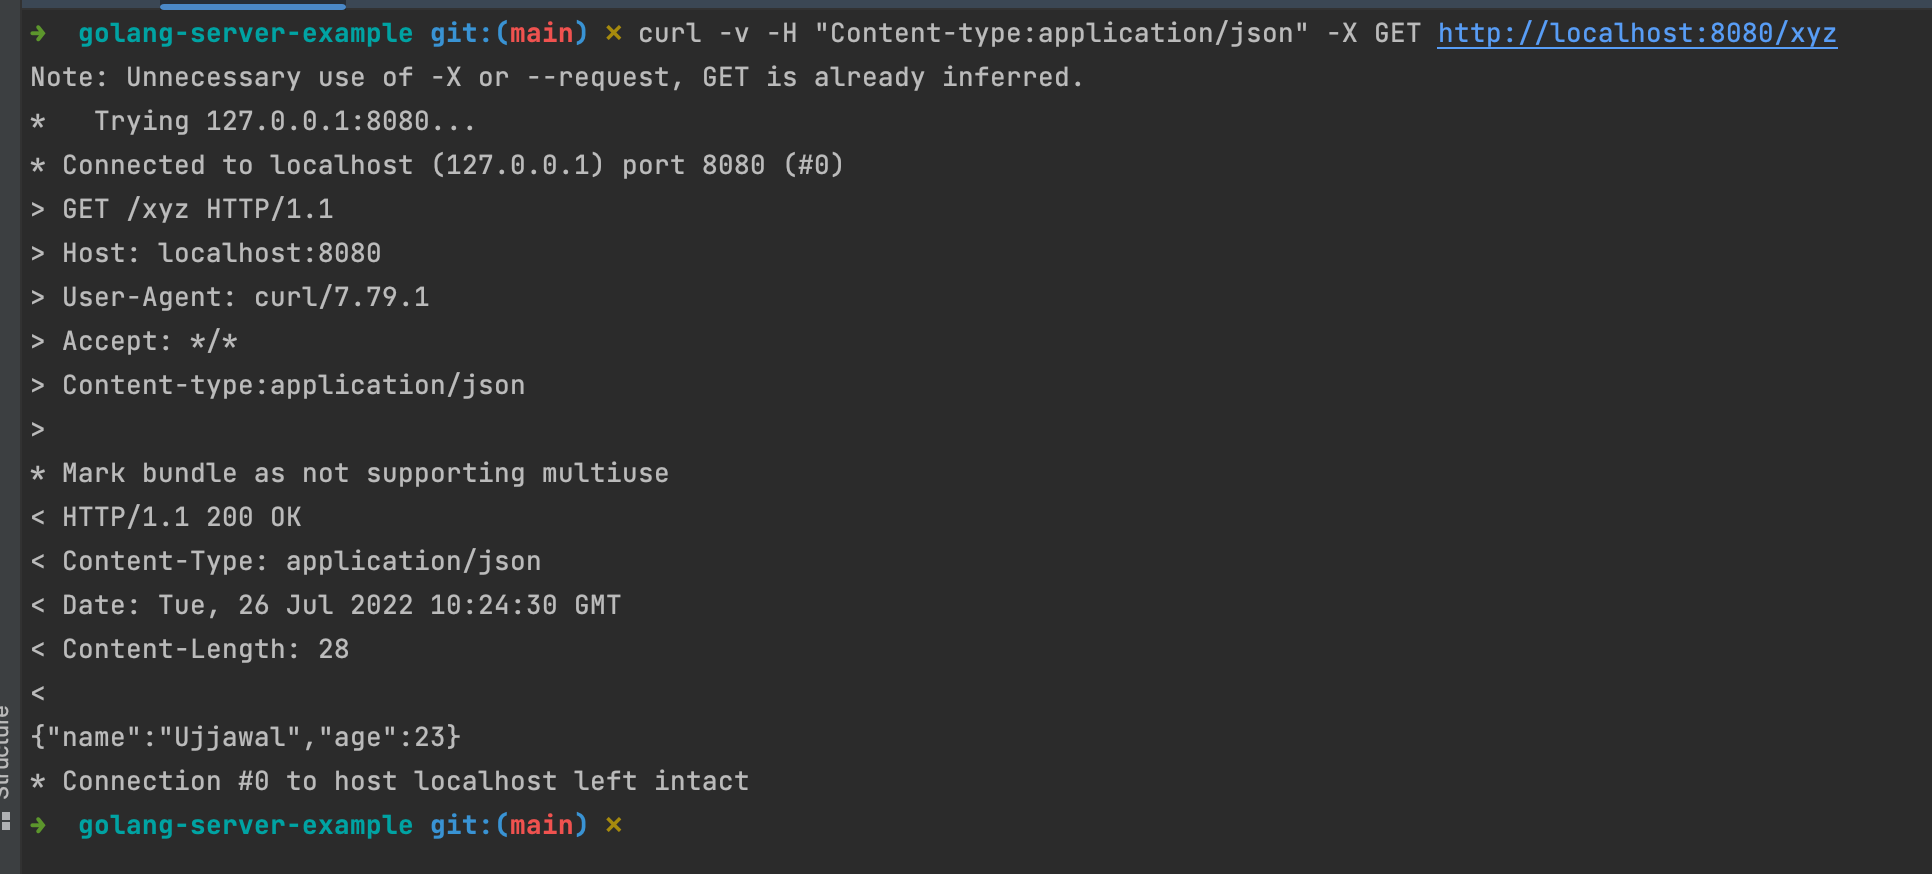 ➜  golang-server-example git:(main) ✗ curl -v -H "Content-type:application/json" -X GET http://localhost:8080/xyz
Note: Unnecessary use of -X or --request, GET is already inferred.
*   Trying 127.0.0.1:8080...
* Connected to localhost (127.0.0.1) port 8080 (#0)
> GET /xyz HTTP/1.1
> Host: localhost:8080
> User-Agent: curl/7.79.1
> Accept: */*
> Content-type:application/json
>
* Mark bundle as not supporting multiuse
< HTTP/1.1 200 OK
< Content-Type: application/json
< Date: Tue, 26 Jul 2022 10:24:30 GMT
< Content-Length: 28
<
{"name":"Ujjawal","age":23}
* Connection #0 to host localhost left intact
➜  golang-server-example git:(main) ✗
Structure